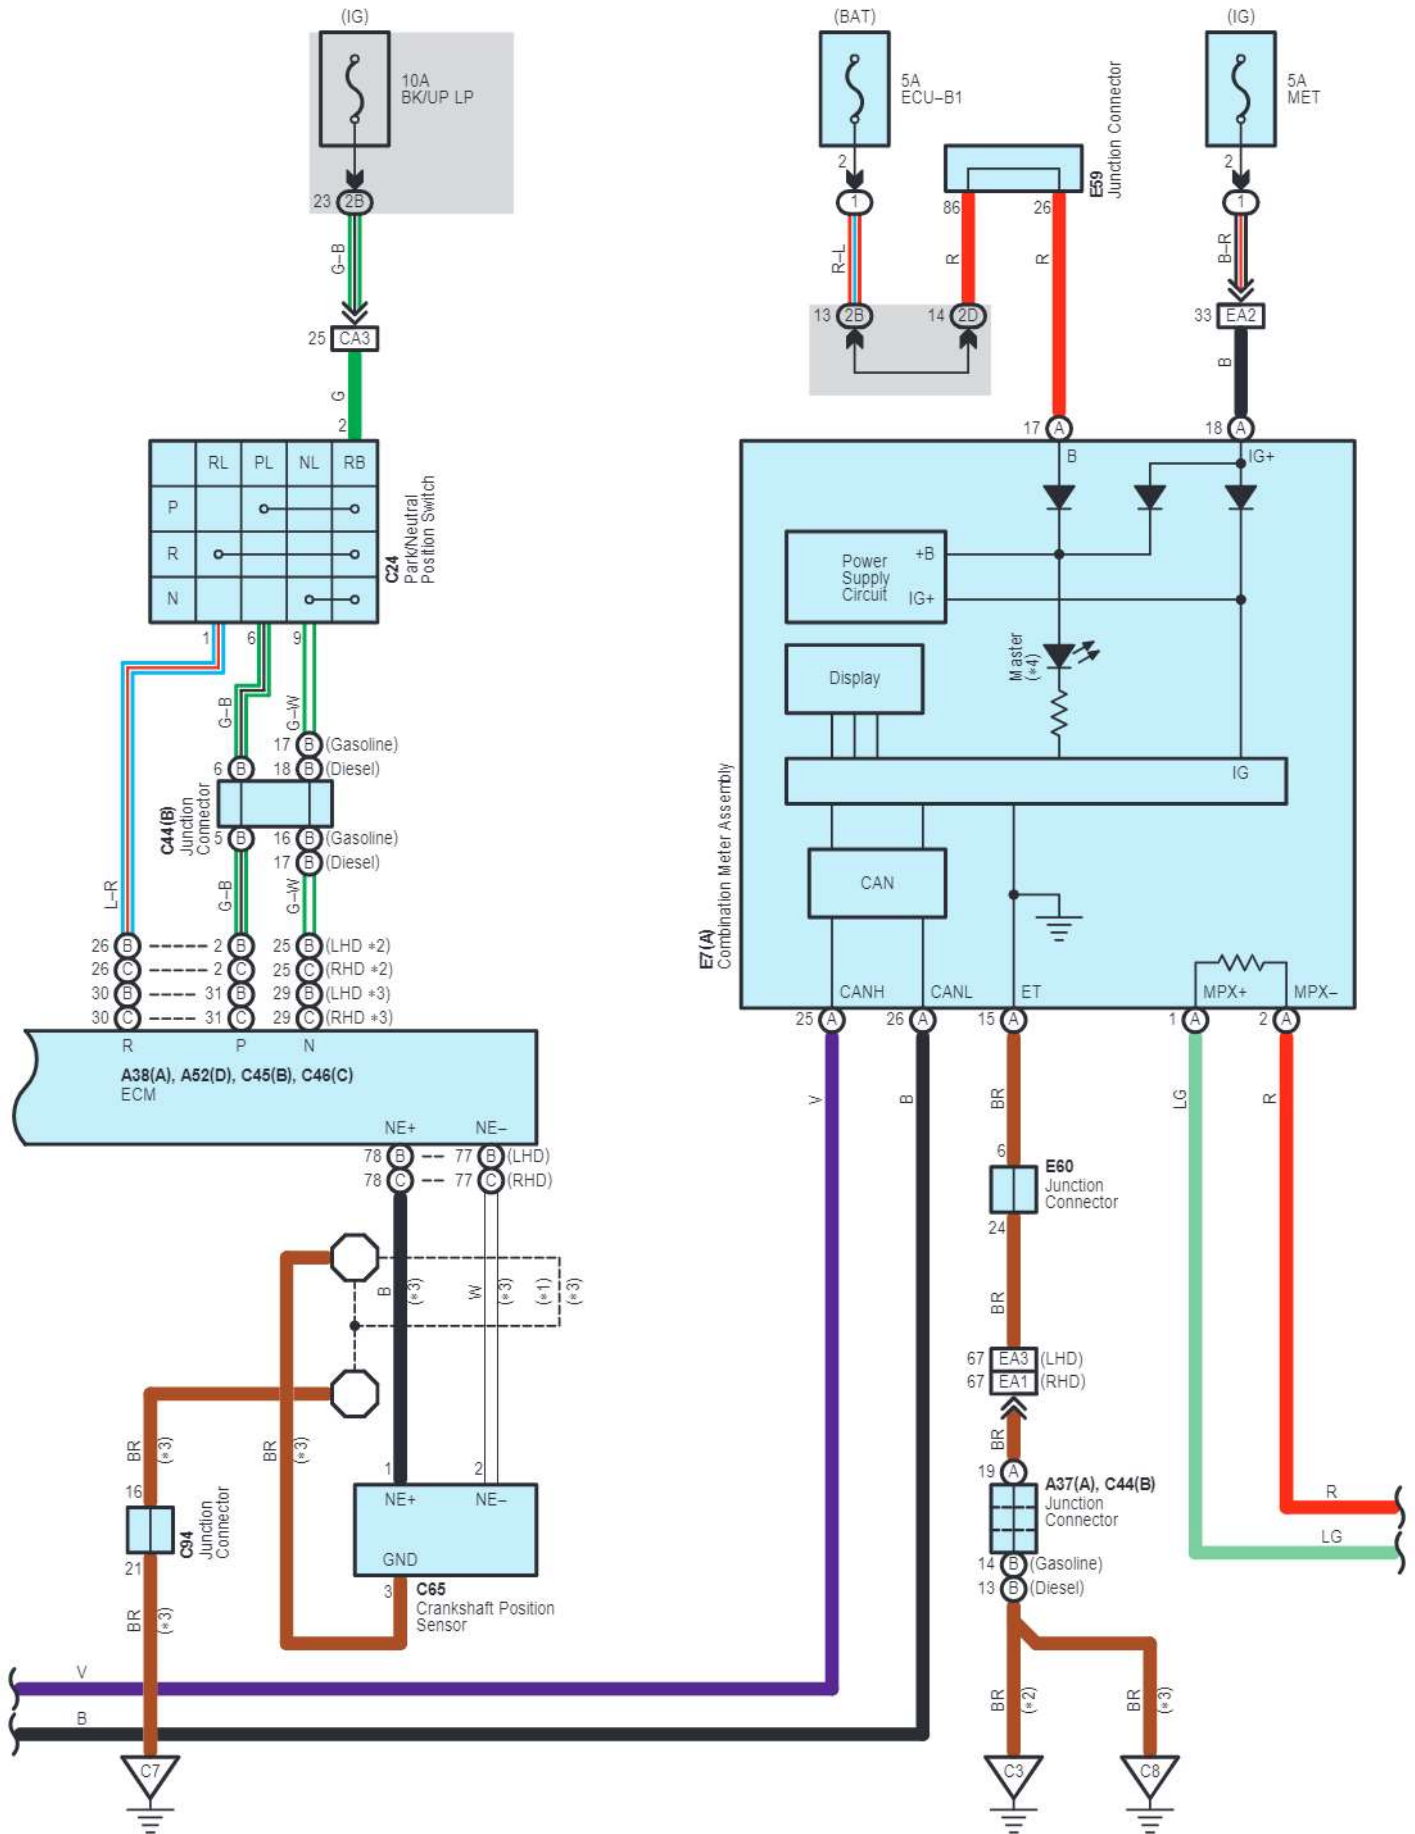 (IG)
(BAT)
(IG)
10A
BK/UP LP
5A
ECU–B1
5A
MET
E59
Junction Connector
2
2
23 2B
1
86
26
1
G–B
R–L
R
R
B–R
13 2B
14 2D
33 EA2
25 CA3
G
B
2
17 A
18 A
RL PL NL RB
P
R
N
C24
Park/Neutral
Position Switch
B
IG+
Power
Supply
Circuit
+B
IG+
1
6
9
Master
(*4)
Display
G–B
G–W
17 B (Gasoline)
6 B
18 B (Diesel)
IG
C44(B)
Junction
Connector
5 B
16 B (Gasoline)
17 B (Diesel)
E7(A)
Combination Meter Assembly
CAN
L–R
G–B
G–W
26 B 2 B 25 B (LHD *2)
26 C 2 C 25 C (RHD *2)
30 B 31 B 29 B (LHD *3)
30 C 31 C 29 C (RHD *3)
CANH
CANL
ET
MPX+
MPX–
25 A
26 A
15 A
1 A
2 A
R P N
A38(A), A52(D), C45(B), C46(C)
ECM
NE+ NE–
V
B
BR
LG
R
78 B 77 B (LHD)
78 C 77 C (RHD)
6
E60
Junction
Connector
24
B
(*3)
W
(*3)
(*1)
(*3)
BR
67 EA3 (LHD)
67 EA1 (RHD)
BR
(*3)
BR
(*3)
BR
1
2
19 A
A37(A), C44(B)
Junction
Connector
16
NE+ NE–
C94
Junction
Connector
R
LG
GND
21
14 B (Gasoline)
13 B (Diesel)
3
C65
Crankshaft Position
Sensor
BR
(*3)
V
B
BR
(*2)
BR
(*3)
C7
C3
C8